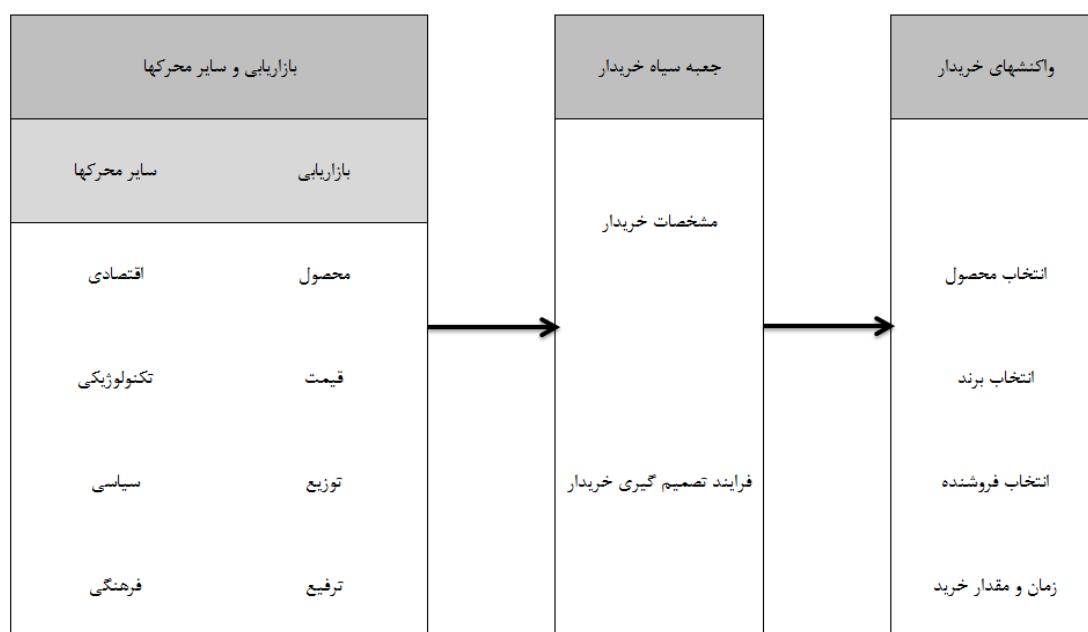 بازاریابی و سایر محرکها
بازاریابی
سایر محرکها
محصول
اقتصادی
قیمت
تکنولوژیکی
توزیع
سیاسی
ترفیع
فرهنگی
جعبه سیاه خریدار
مشخصات خریدار
فرایند تصمیم گیری خریدار
واکنشهای خریدار
انتخاب محصول
انتخاب برند
انتخاب فروشنده
زمان و مقدار خرید